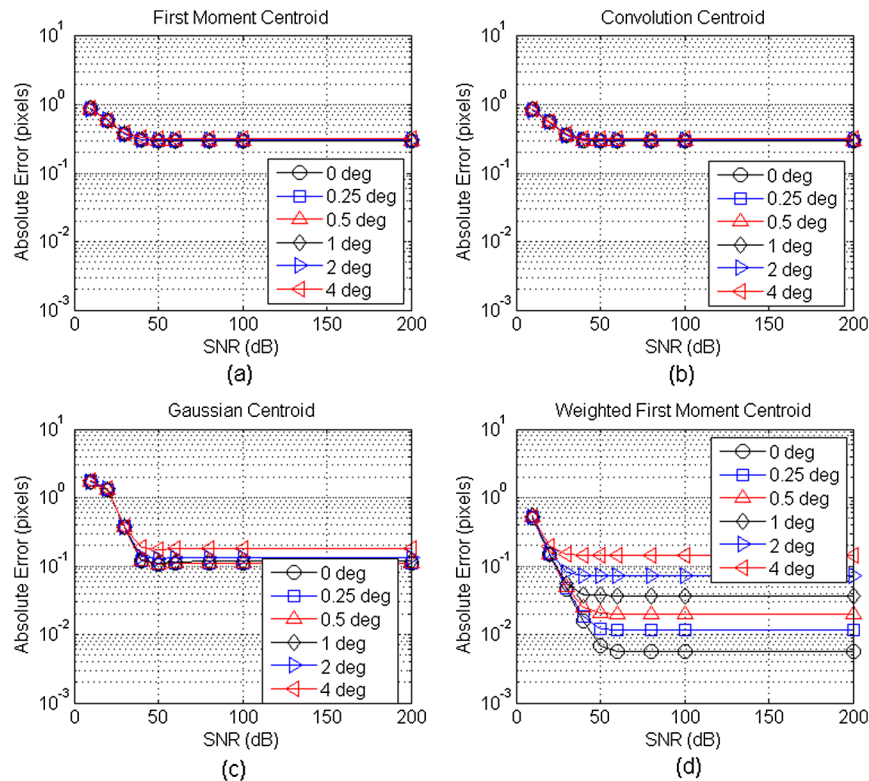 First Moment Centroid
Absolute Error (pixels)
10^1
10^0
10^-1
10^-2
10^-3
0 deg
0.25 deg
0.5 deg
1 deg
2 deg
4 deg
0 50 100 150 200
SNR (dB)
(a)
Convolution Centroid
Absolute Error (pixels)
10^1
10^0
10^-1
10^-2
10^-3
0 deg
0.25 deg
0.5 deg
1 deg
2 deg
4 deg
0 50 100 150 200
SNR (dB)
(b)
Gaussian Centroid
Absolute Error (pixels)
10^1
10^0
10^-1
10^-2
10^-3
0 deg
0.25 deg
0.5 deg
1 deg
2 deg
4 deg
0 50 100 150 200
SNR (dB)
(c)
Weighted First Moment Centroid
Absolute Error (pixels)
10^1
10^0
10^-1
10^-2
10^-3
0 deg
0.25 deg
0.5 deg
1 deg
2 deg
4 deg
0 50 100 150 200
SNR (dB)
(d)